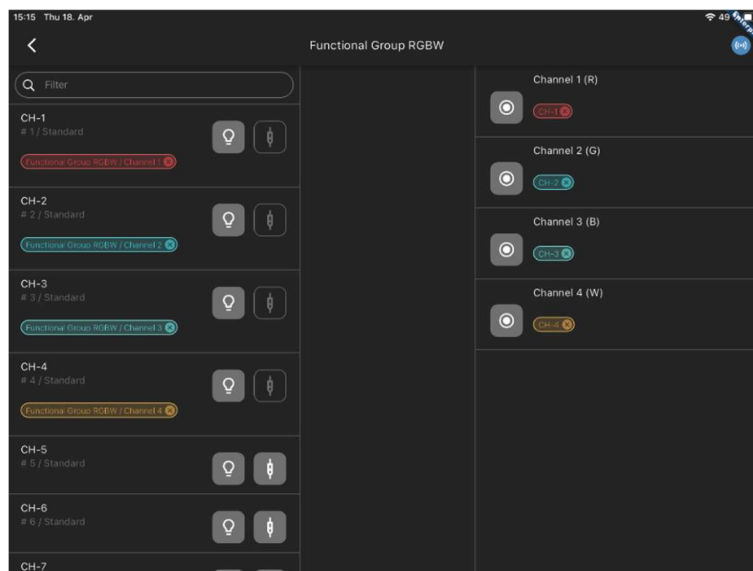 15:15 Thu 18. Apr
49
Functional Group RGBW
Filter
CH-1
# 1 / Standard
Functional Group RGBW / Channel 1
CH-2
# 2 / Standard
Functional Group RGBW / Channel 2
CH-3
# 3 / Standard
Functional Group RGBW / Channel 3
CH-4
# 4 / Standard
Functional Group RGBW / Channel 4
CH-5
# 5 / Standard
CH-6
# 6 / Standard
CH-7
Channel 1 (R)
CH-1
Channel 2 (G)
CH-2
Channel 3 (B)
CH-3
Channel 4 (W)
CH-4